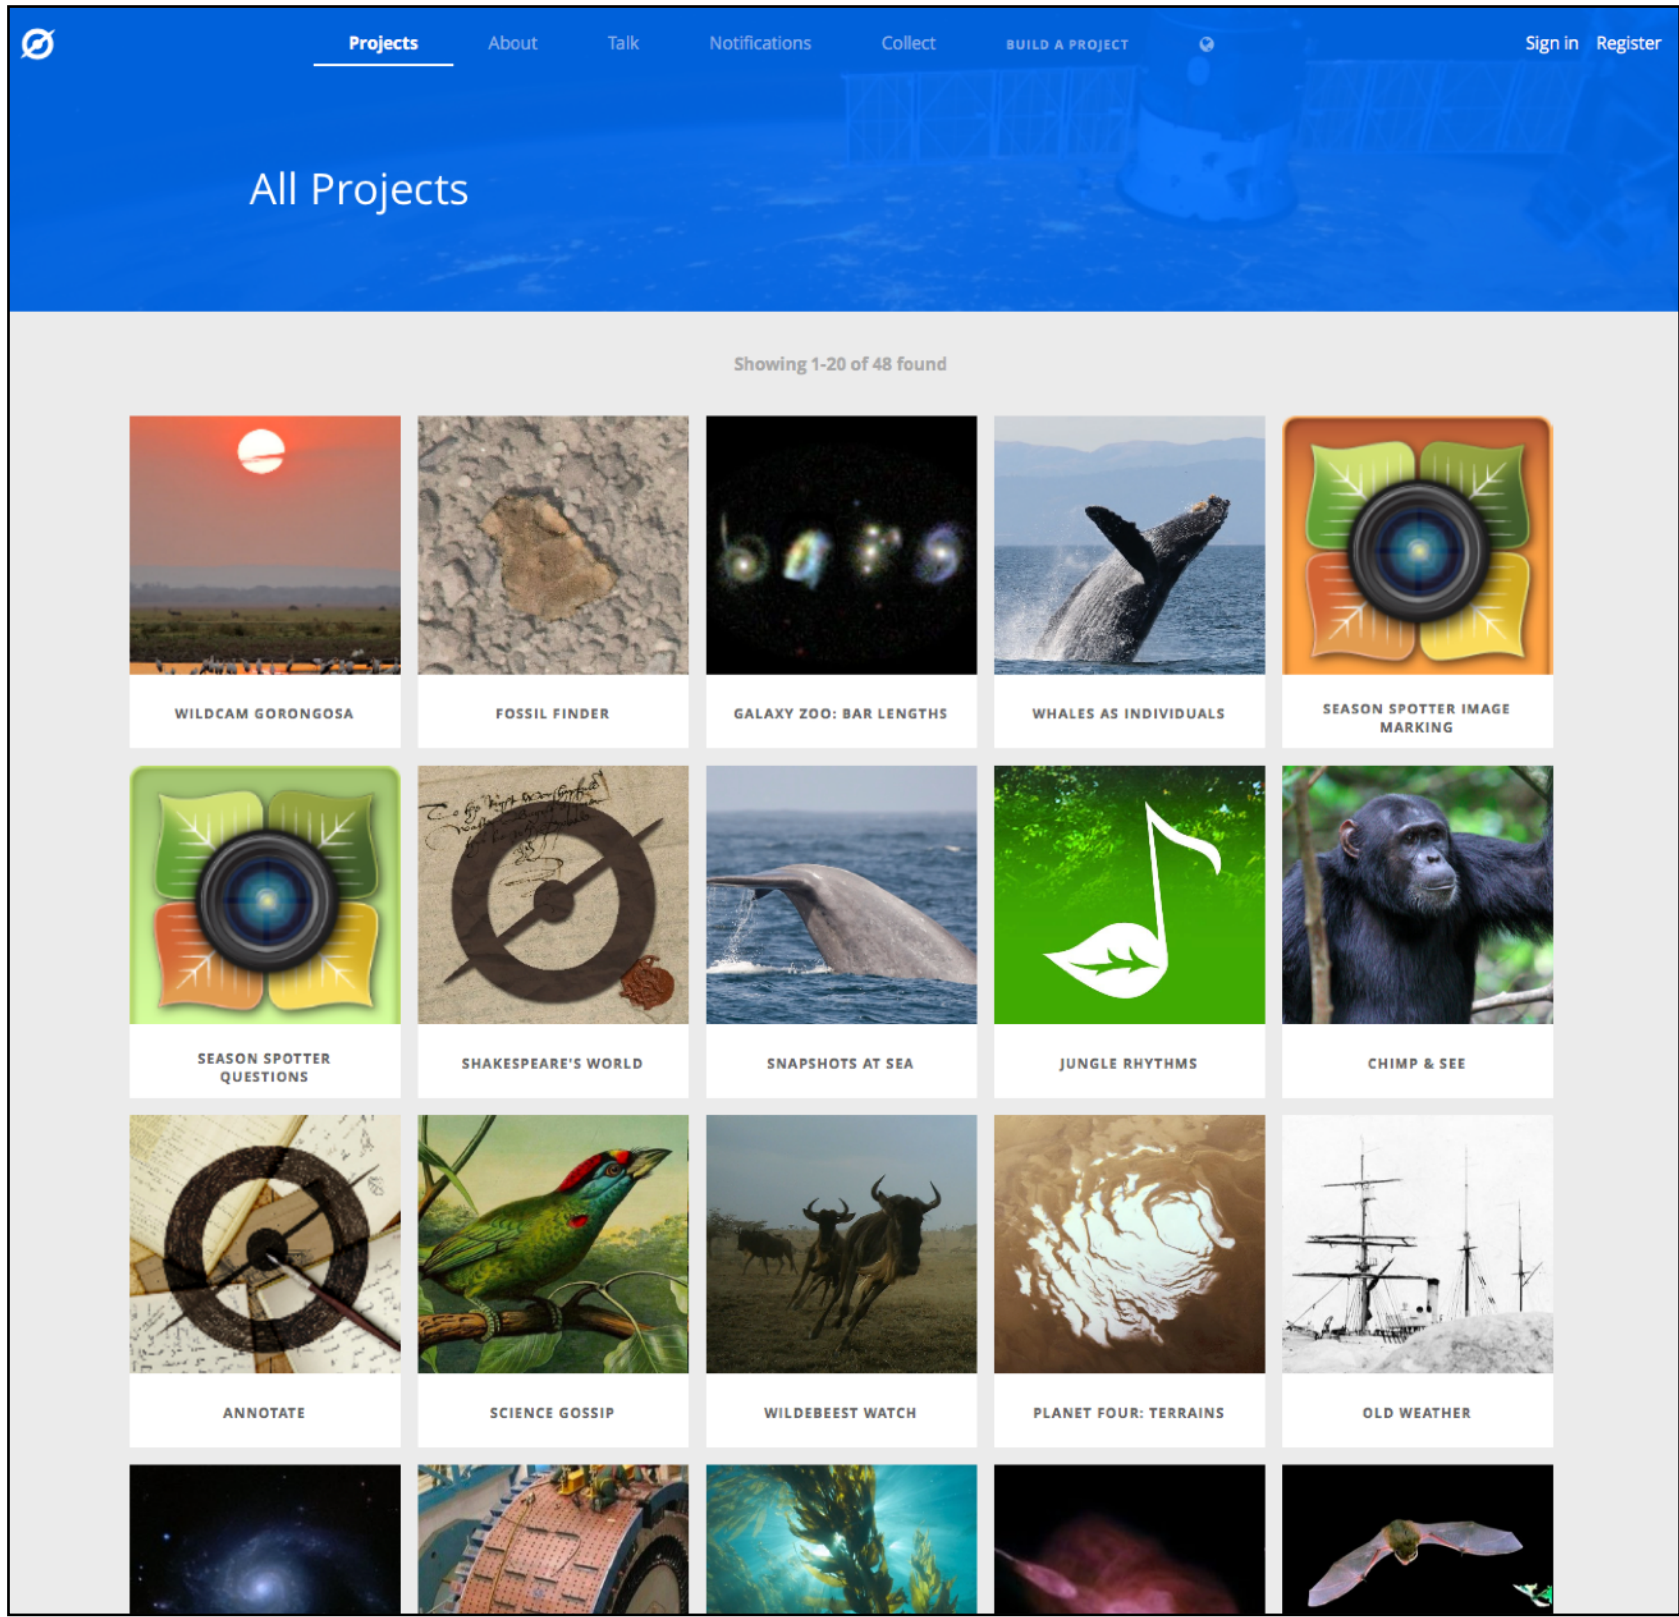 Projects About Talk Notifications Collect BUILD A PROJECT Sign in Register
All Projects
Showing 1-20 of 48 found
WILDCAM GORONGOSA
FOSSIL FINDER
GALAXY ZOO: BAR LENGTHS
WHALES AS INDIVIDUALS
SEASON SPOTTER IMAGE
MARKING
SEASON SPOTTER
QUESTIONS
SHAKESPEARE'S WORLD
SNAPSHOTS AT SEA
JUNGLE RHYTHMS
CHIMP & SEE
ANNOTATE
SCIENCE GOSSIP
WILDEBEEST WATCH
PLANET FOUR: TERRAINS
OLD WEATHER